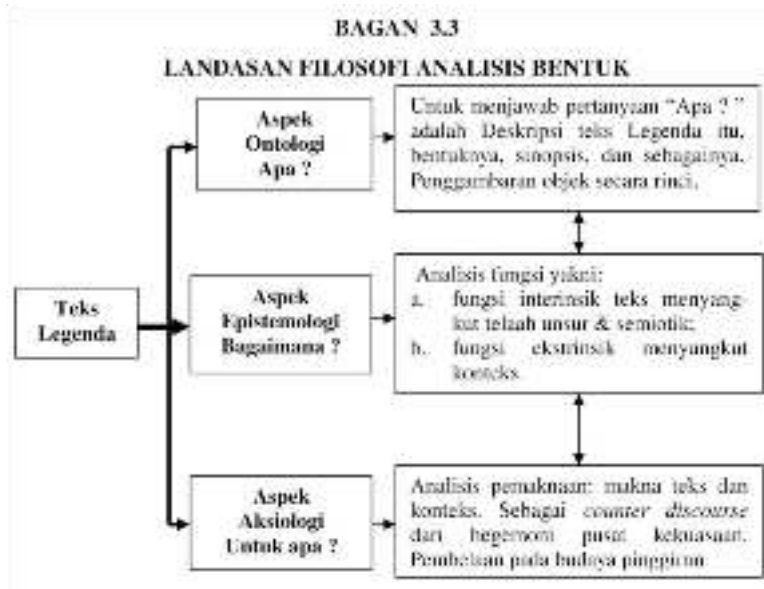 BAGAN 3.3
LANDASAN FILOSOFI ANALISIS BENTUK
Aspek
Ontologi
Apa ?
Untuk menjawab pertanyaan "Apa ? "
adalah Deskripsi teks Legenda itu,
bentuknya, sinopsis, dan sebagainya.
Penggambaran objek secara rinci.
Teks
Legenda
Aspek
Epistemologi
Bagaimana ?
Analisis fungsi yakni:
a. fungsi interinsik teks menyang-
kut telaah unsur & semiotik;
b. fungsi ekstrinsik menyangkut
konteks
Aspek
Aksiologi
Untuk apa ?
Analisis pemaknaan: makna teks dan
konteks. Sebagai counter discourse
dari hegemoni pusat kekuasaan.
Pembelaan pada budaya pinggiran